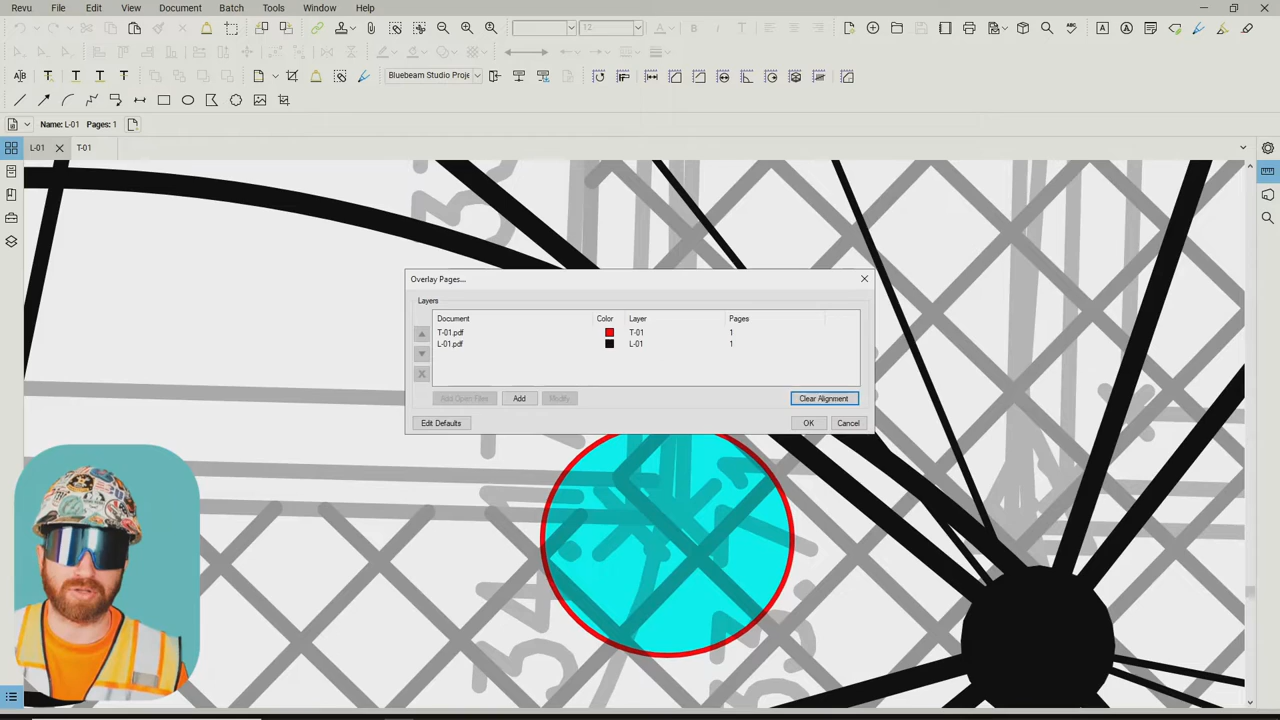 Revu File Edit View Document Batch Tools Window Help
12.
Bluebeam Studio Proje
Name: L-01 Pages: 1
L-01 T-01
Overlay Pages...
Layers
Document Color Layer Pages
T-01.pdf T-01 1
L-01.pdf L-01 1
Add Open Files Add Modify Clear Alignment
Edit Defaults OK Cancel